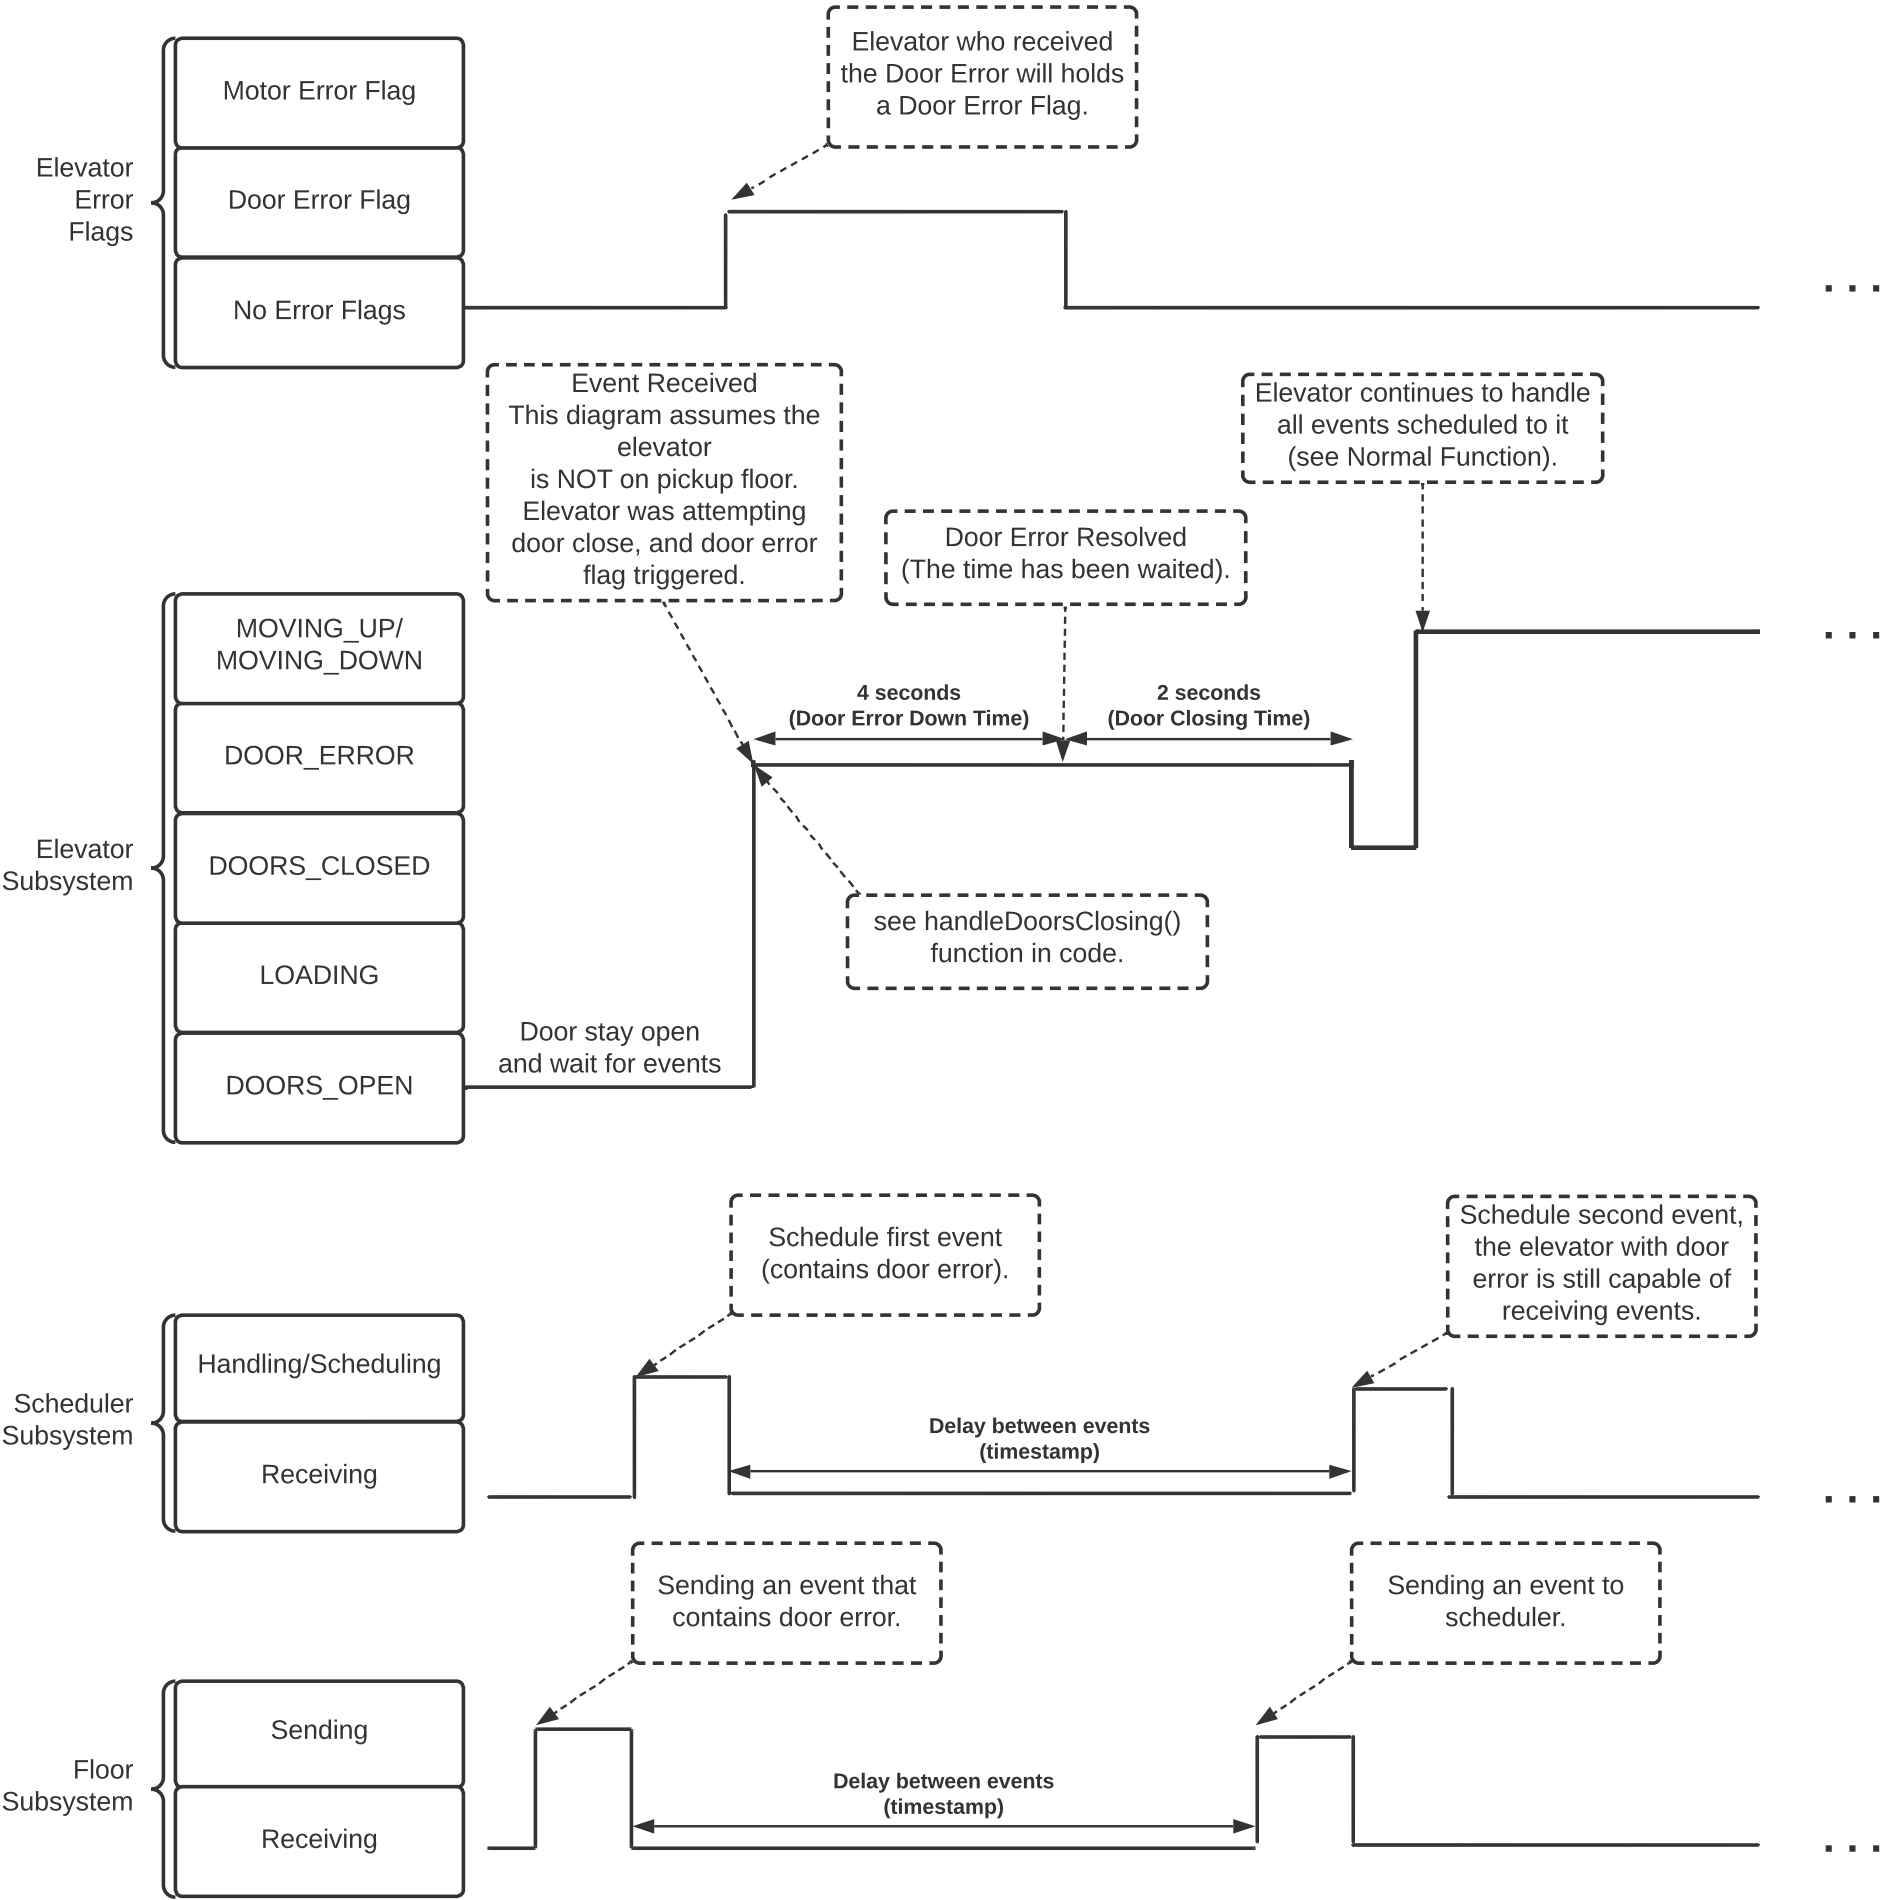 Elevator who received
the Door Error will holds
a Door Error Flag.
Elevator
Error
Flags
Motor Error Flag
Door Error Flag
No Error Flags
. . .
Event Received
This diagram assumes the
elevator
is NOT on pickup floor.
Elevator was attempting
door close, and door error
flag triggered.
Elevator continues to handle
all events scheduled to it
(see Normal Function).
Door Error Resolved
(The time has been waited).
4 seconds
(Door Error Down Time)
2 seconds
(Door Closing Time)
. . .
Elevator
Subsystem
MOVING_UP/
MOVING_DOWN
DOOR_ERROR
DOORS_CLOSED
LOADING
DOORS_OPEN
see handleDoorsClosing()
function in code.
Door stay open
and wait for events
Schedule first event
(contains door error).
Schedule second event,
the elevator with door
error is still capable of
receiving events.
Scheduler
Subsystem
Handling/Scheduling
Receiving
Delay between events
(timestamp)
. . .
Sending an event that
contains door error.
Sending an event to
scheduler.
Floor
Subsystem
Sending
Receiving
Delay between events
(timestamp)
. . .